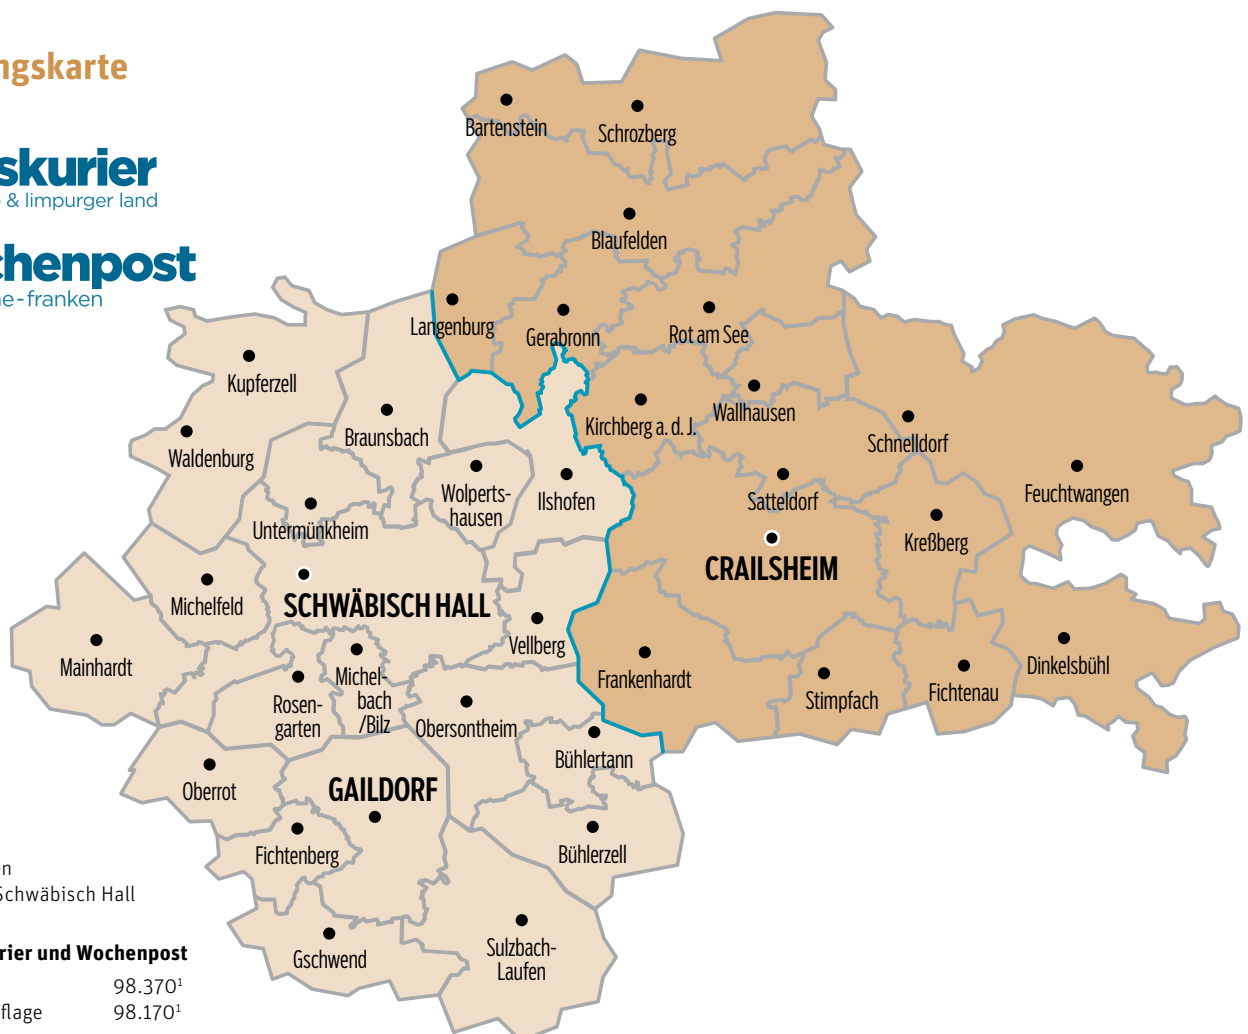 ngskarte
skurier
& limpurger land
chenpost
ne-franken
Bartenstein
Schrozberg
Blaufelden
Langenburg
Gerabronn
Rot am See
Kupferzell
Braunsbach
Waldenburg
Kirchberg a. d. J.
Wallhausen
Schnelldorf
Feuchtwangen
Wolperts-
hausen
Ilshofen
Satteldorf
Untermünkheim
Kreßberg
CRAILSHEIM
SCHWÄBISCH HALL
Michelfeld
Vellberg
Mainhardt
Frankenhardt
Stimpfach
Fichtenau
Dinkelsbühl
Rosen-
garten
Michel-
bach
/Bilz
Obersontheim
Bühlertann
Oberrot
GAILDORF
Fichtenberg
Bühlerzell
Gschwend
Sulzbach-
Laufen
en
Schwäbisch Hall
rier und Wochenpost
98.370¹
flage 98.170¹